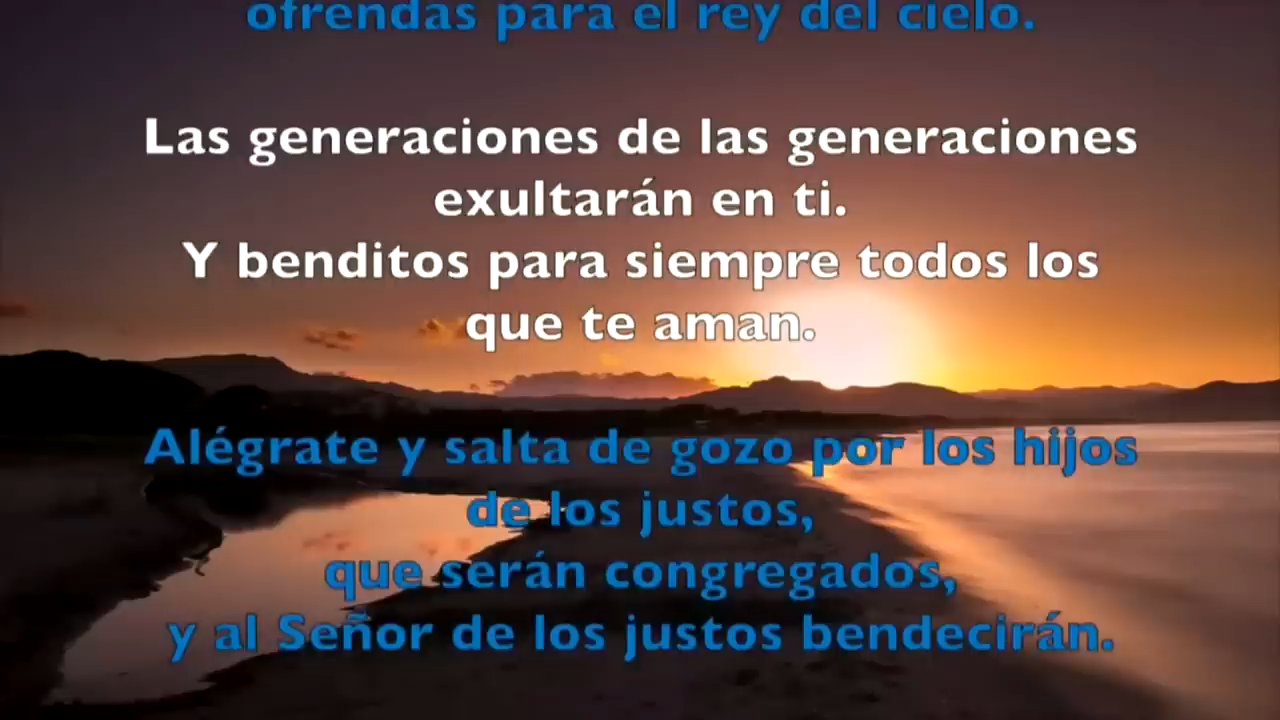 ofrendas para el rey del cielo.
Las generaciones de las generaciones
exultarán en ti.
Y benditos para siempre todos los
que te aman.
Alégrate y salta de gozo por los hijos
de los justos,
que serán congregados,
y al Señor de los justos bendecirán.